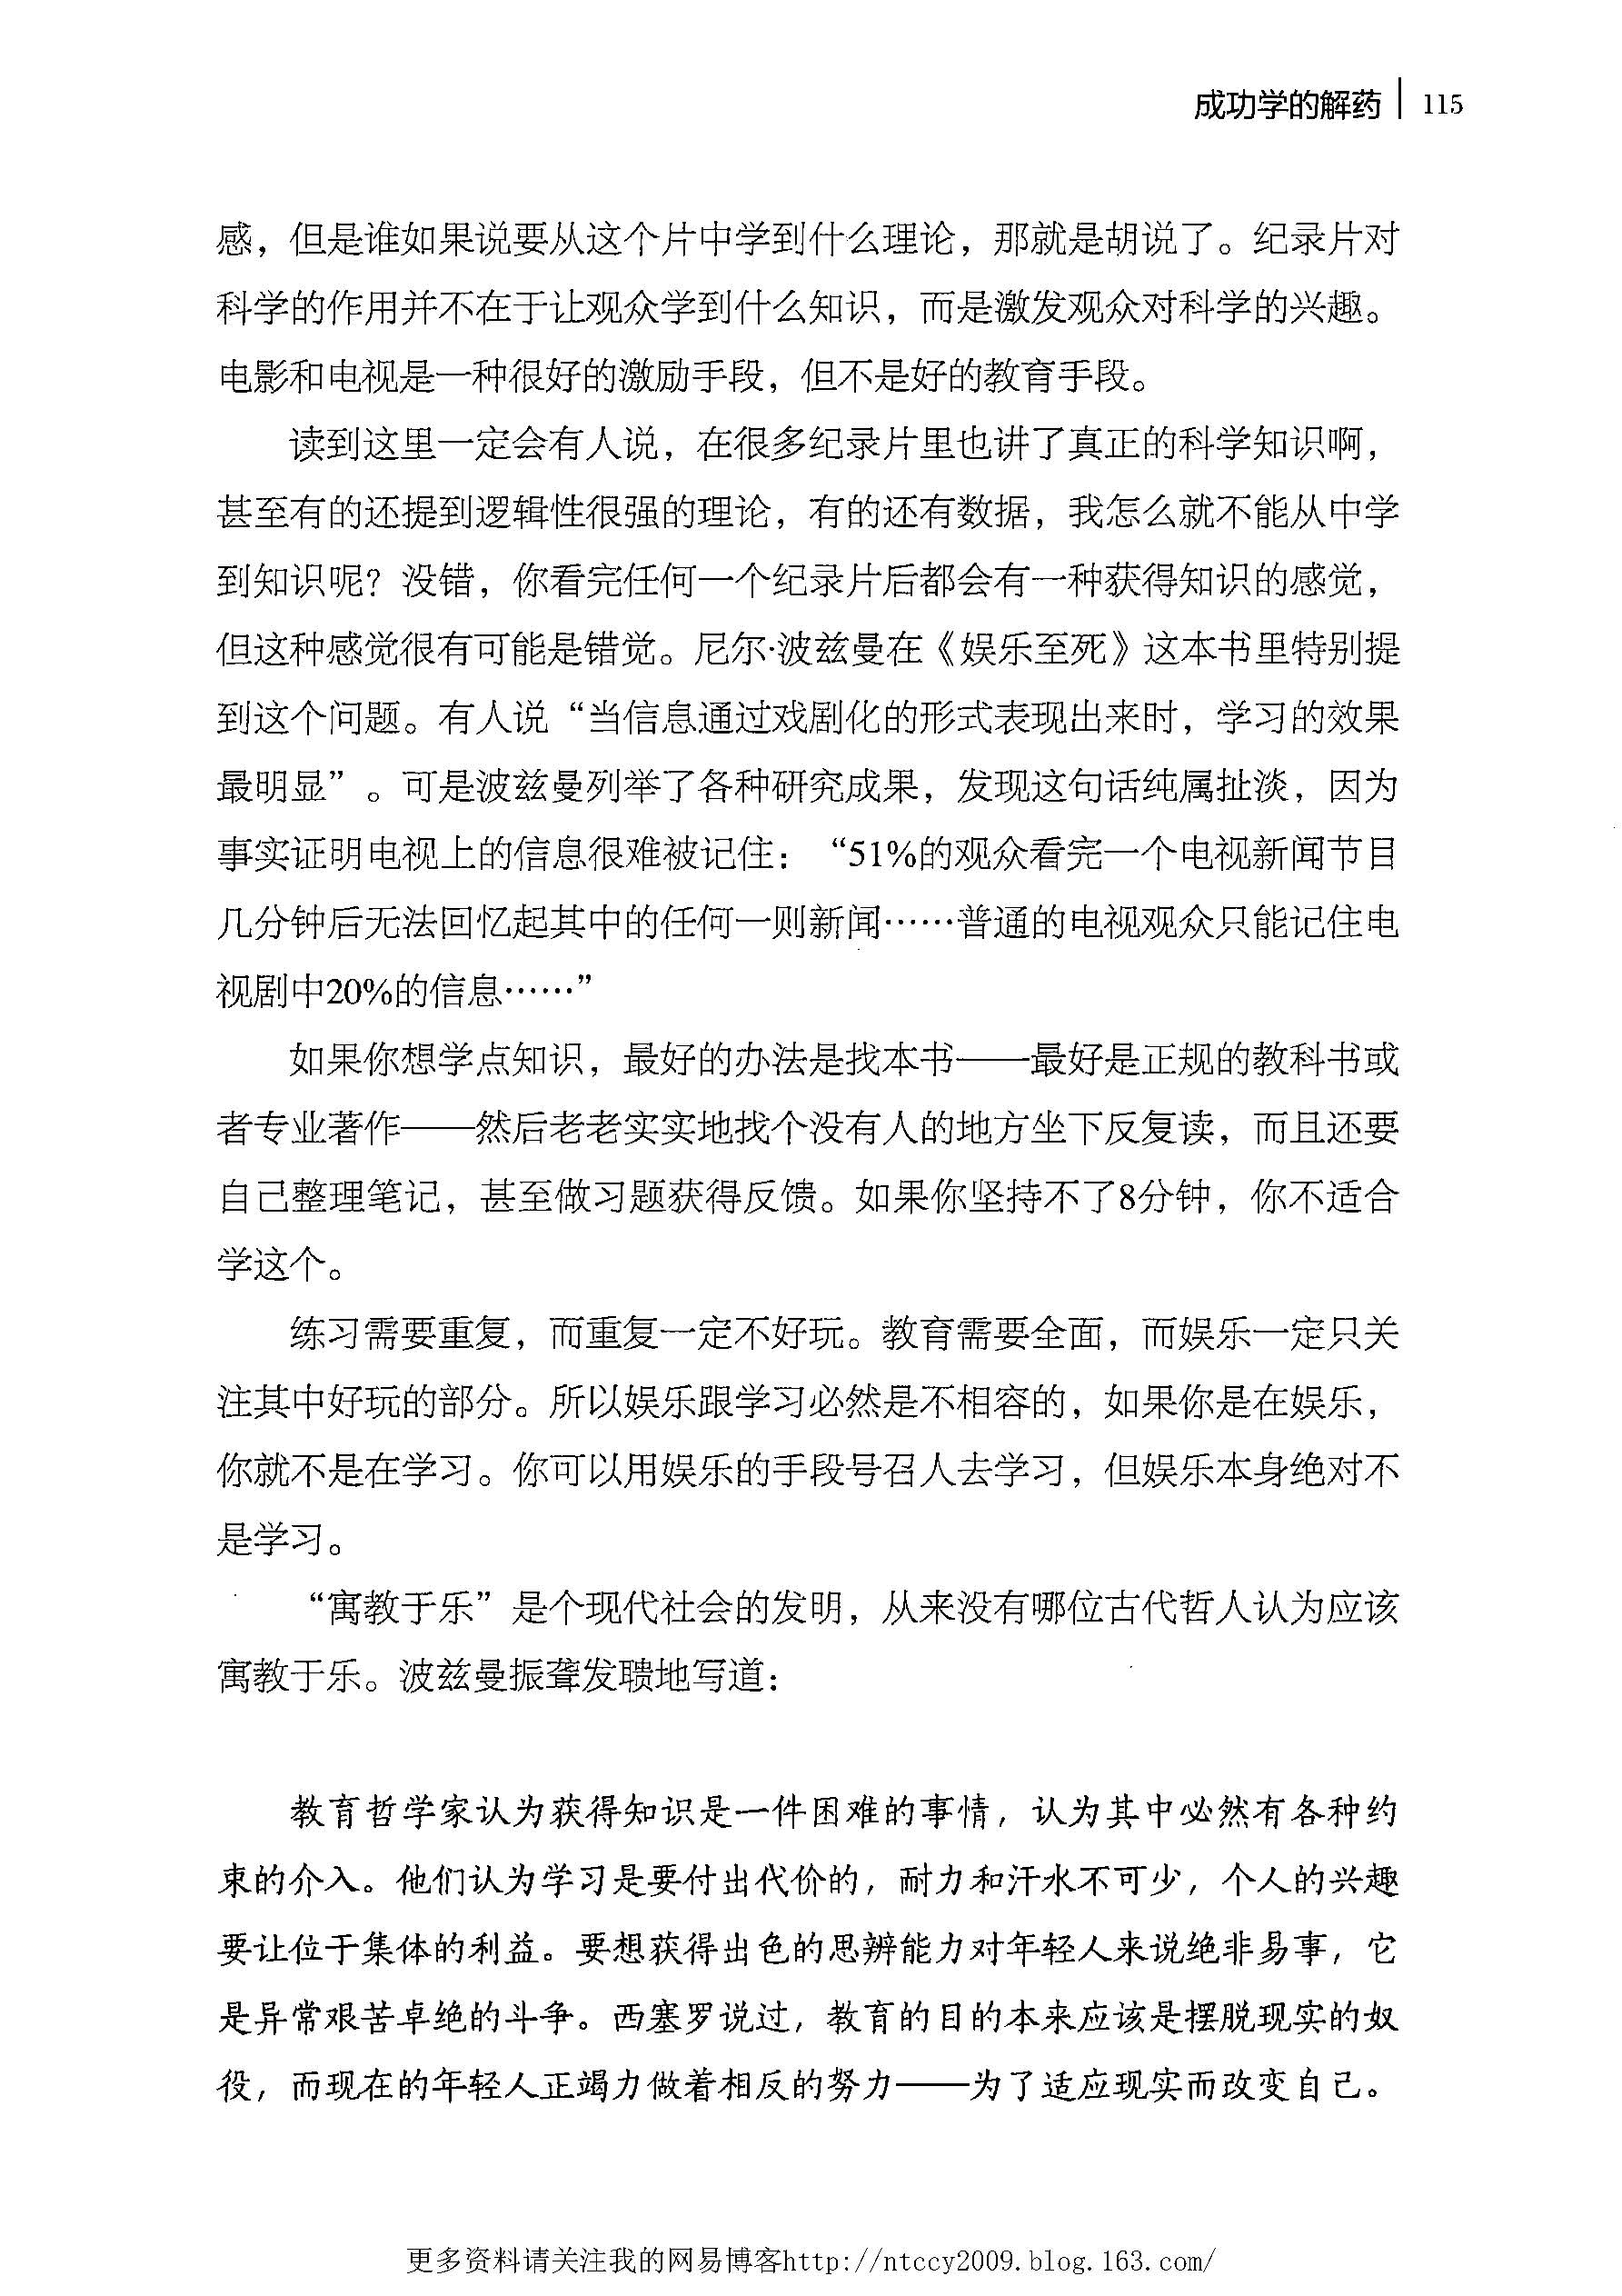 成功学的解药 | 115
感，但是谁如果说要从这个片中学到什么理论，那就是胡说了。纪录片对
科学的作用并不在于让观众学到什么知识，而是激发观众对科学的兴趣。
电影和电视是一种很好的激励手段，但不是好的教育手段。
读到这里一定会有人说，在很多纪录片里也讲了真正的科学知识啊，
甚至有的还提到逻辑性很强的理论，有的还有数据，我怎么就不能从中学
到知识呢？没错，你看完任何一个纪录片后都会有一种获得知识的感觉，
但这种感觉很有可能是错觉。尼尔·波兹曼在《娱乐至死》这本书里特别提
到这个问题。有人说“当信息通过戏剧化的形式表现出来时，学习的效果
最明显”。可是波兹曼列举了各种研究成果，发现这句话纯属扯淡，因为
事实证明电视上的信息很难被记住：“51%的观众看完一个电视新闻节目
几分钟后无法回忆起其中的任何一则新闻……普通的电视观众只能记住电
视剧中20%的信息……”
如果你想学点知识，最好的办法是找本书——最好是正规的教科书或
者专业著作——然后老老实实地找个没有人的地方坐下反复读，而且还要
自己整理笔记，甚至做习题获得反馈。如果你坚持不了8分钟，你不适合
学这个。
练习需要重复，而重复一定不好玩。教育需要全面，而娱乐一定只关
注其中好玩的部分。所以娱乐跟学习必然是不相容的，如果你是在娱乐，
你就不是在学习。你可以用娱乐的手段号召人去学习，但娱乐本身绝对不
是学习。
“寓教于乐”是个现代社会的发明，从来没有哪位古代哲人认为应该
寓教于乐。波兹曼振聋发聩地写道：
教育哲学家认为获得知识是一件困难的事情，认为其中必然有各种约
束的介入。他们认为学习是要付出代价的，耐力和汗水不可少，个人的兴趣
要让位于集体的利益。要想获得出色的思辨能力对年轻人来说绝非易事，它
是异常艰苦卓绝的斗争。西塞罗说过，教育的目的本来应该是摆脱现实的奴
役，而现在的年轻人正竭力做着相反的努力——为了适应现实而改变自己。
更多资料请关注我的网易博客http://ntccy2009.blog.163.com/